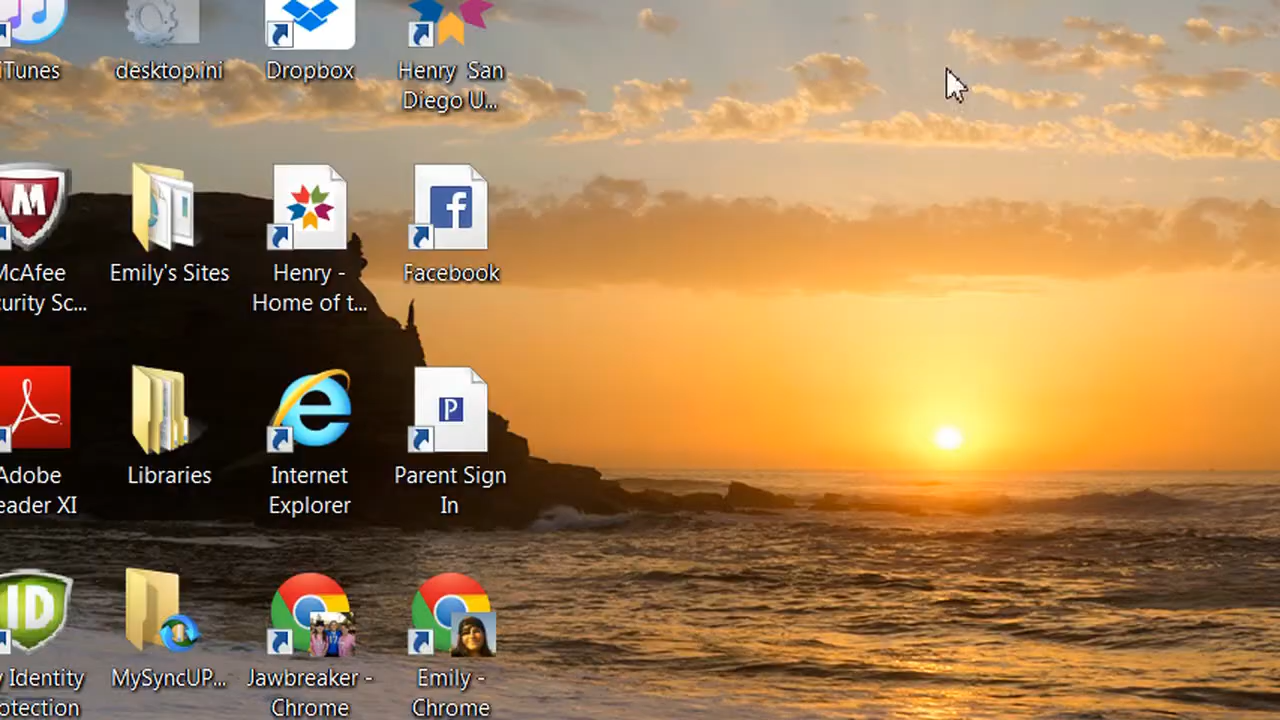 iTunes
desktop.ini
Dropbox
Henry San
Diego U...
McAfee
curity Sc...
Emily's Sites
Henry -
Home of t...
Facebook
Adobe
eader XI
Libraries
Internet
Explorer
Parent Sign
In
ID
y Identity
otection
MySyncUP...
Jawbreaker -
Chrome
Emily -
Chrome